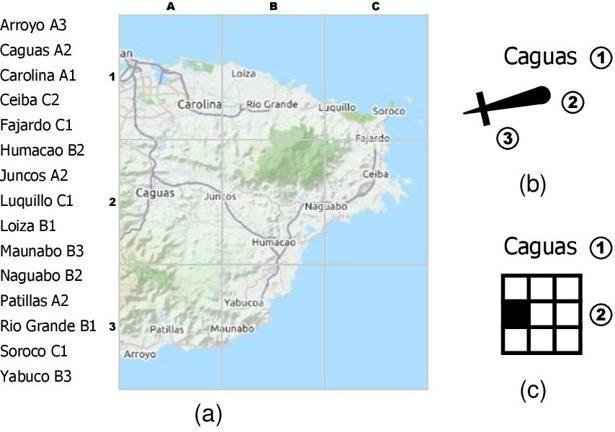 Arroyo A3
Caguas A2
Carolina A1
Ceiba C2
Fajardo C1
Humacao B2
Juncos A2
Luquillo C1
Loiza B1
Maunabo B3
Naguabo B2
Patillas A2
Rio Grande B1
Soroco C1
Yabuco B3
A B C
1
2
3
an
Loiza
Carolina
Rio Grande
Luquillo
Soroco
Fajardo
Ceiba
Caguas
Juncos
Naguabo
Humacao
Yabucoa
Patillas
Maunabo
Arroyo
(a)
Caguas ①
②
③
(b)
Caguas ①
②
(c)